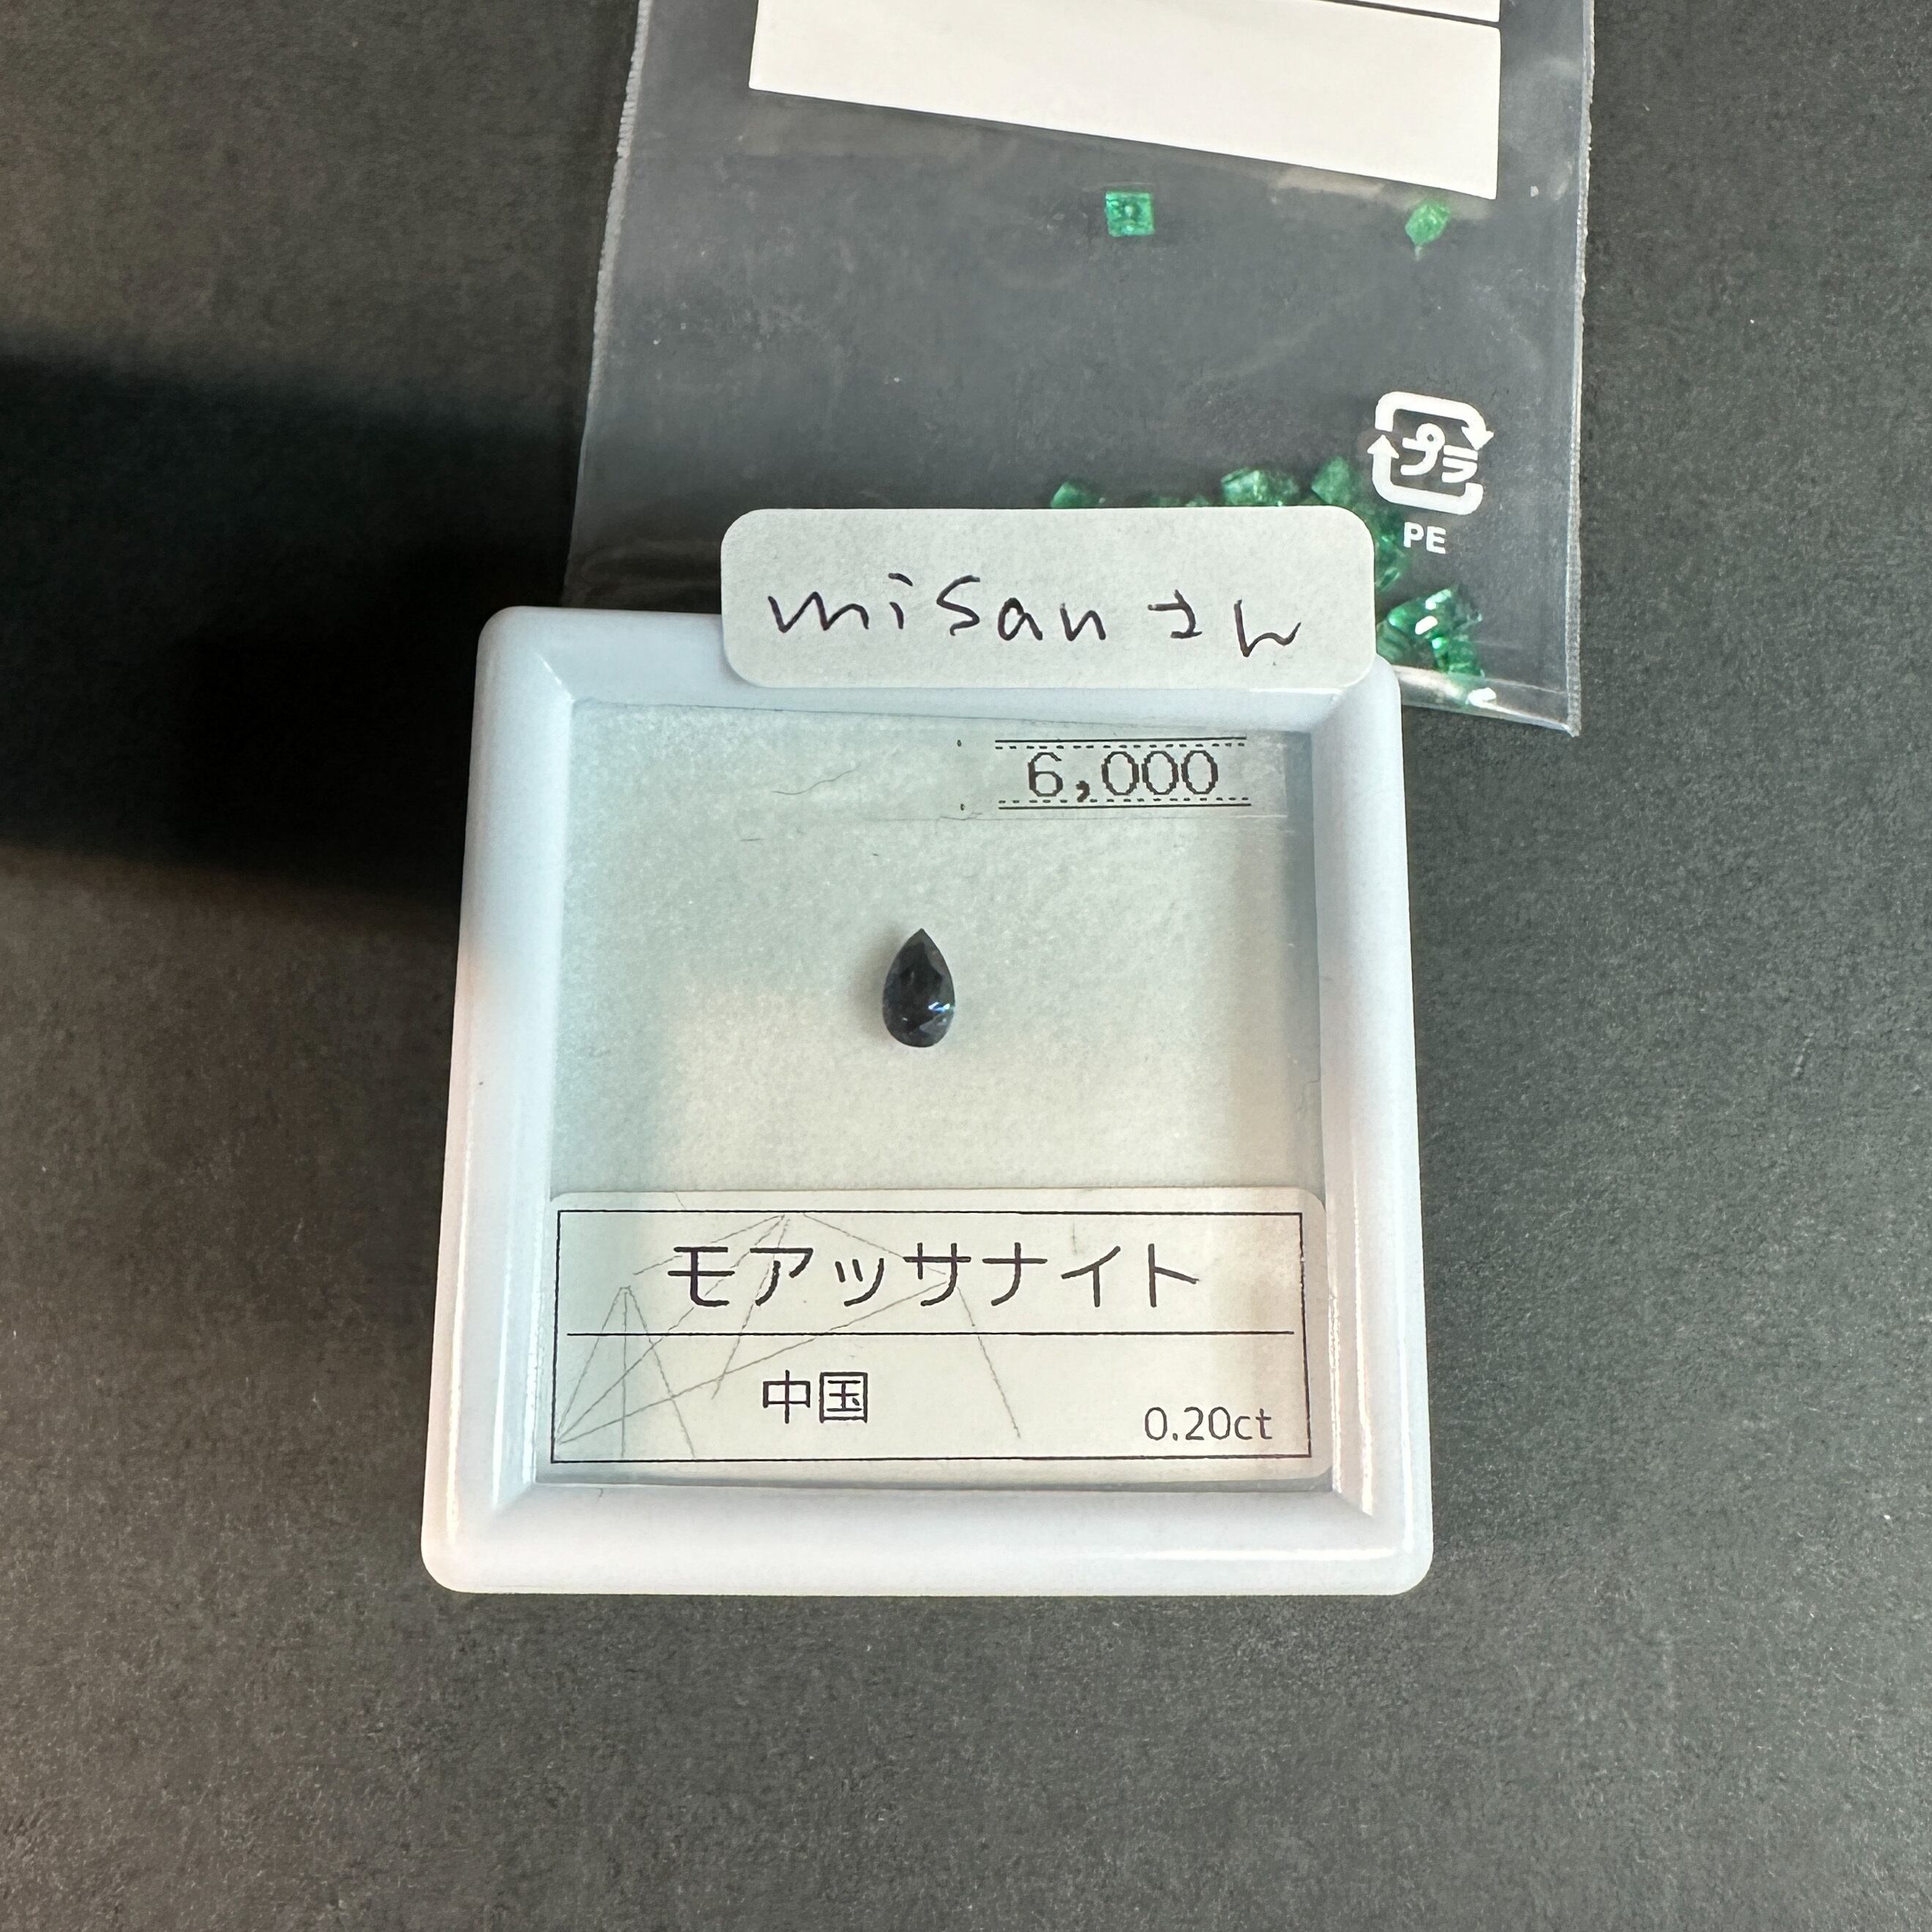 プラ
PE
misanさん
6,000
モアッサナイト
中国
0.20ct